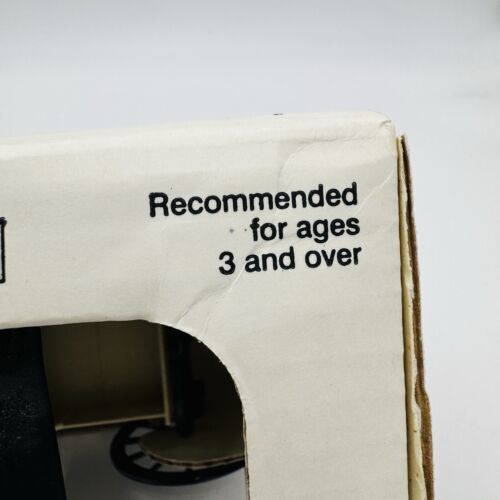 Recommended
for ages
3 and over